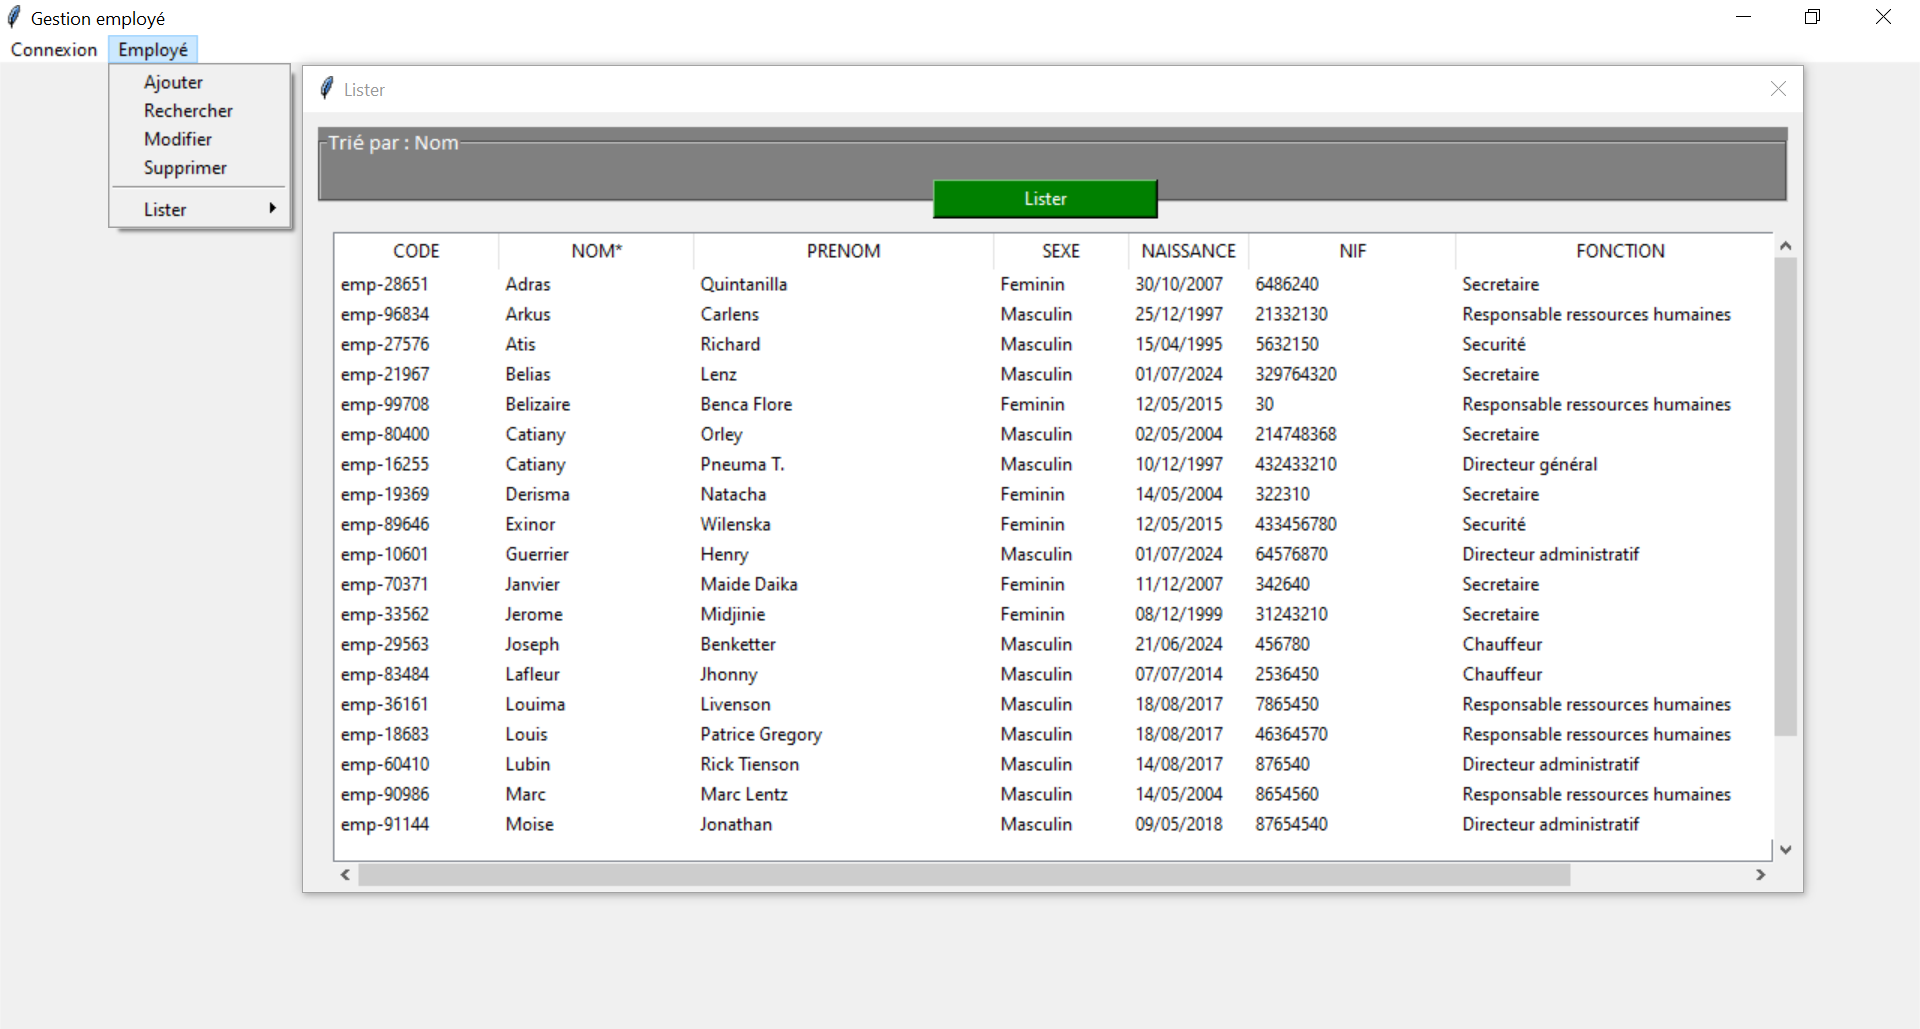 Gestion employé
Connexion Employé
Ajouter
Rechercher
Modifier
Supprimer
Lister
Lister
Trié par : Nom
Lister
CODE NOM* PRENOM SEXE NAISSANCE NIF FONCTION
emp-28651 Adras Quintanilla Feminin 30/10/2007 6486240 Secretaire
emp-96834 Arkus Carlens Masculin 25/12/1997 21332130 Responsable ressources humaines
emp-27576 Atis Richard Masculin 15/04/1995 5632150 Securité
emp-21967 Belias Lenz Masculin 01/07/2024 329764320 Secretaire
emp-99708 Belizaire Benca Flore Feminin 12/05/2015 30 Responsable ressources humaines
emp-80400 Catiany Orley Masculin 02/05/2004 214748368 Secretaire
emp-16255 Catiany Pneuma T. Masculin 10/12/1997 432433210 Directeur général
emp-19369 Derisma Natacha Feminin 14/05/2004 322310 Secretaire
emp-89646 Exinor Wilenska Feminin 12/05/2015 433456780 Securité
emp-10601 Guerrier Henry Masculin 01/07/2024 64576870 Directeur administratif
emp-70371 Janvier Maide Daika Feminin 11/12/2007 342640 Secretaire
emp-33562 Jerome Midjinie Feminin 08/12/1999 31243210 Secretaire
emp-29563 Joseph Benketter Masculin 21/06/2024 456780 Chauffeur
emp-83484 Lafleur Jhonny Masculin 07/07/2014 2536450 Chauffeur
emp-36161 Louima Livenson Masculin 18/08/2017 7865450 Responsable ressources humaines
emp-18683 Louis Patrice Gregory Masculin 18/08/2017 46364570 Responsable ressources humaines
emp-60410 Lubin Rick Tienson Masculin 14/08/2017 876540 Directeur administratif
emp-90986 Marc Marc Lentz Masculin 14/05/2004 8654560 Responsable ressources humaines
emp-91144 Moise Jonathan Masculin 09/05/2018 87654540 Directeur administratif